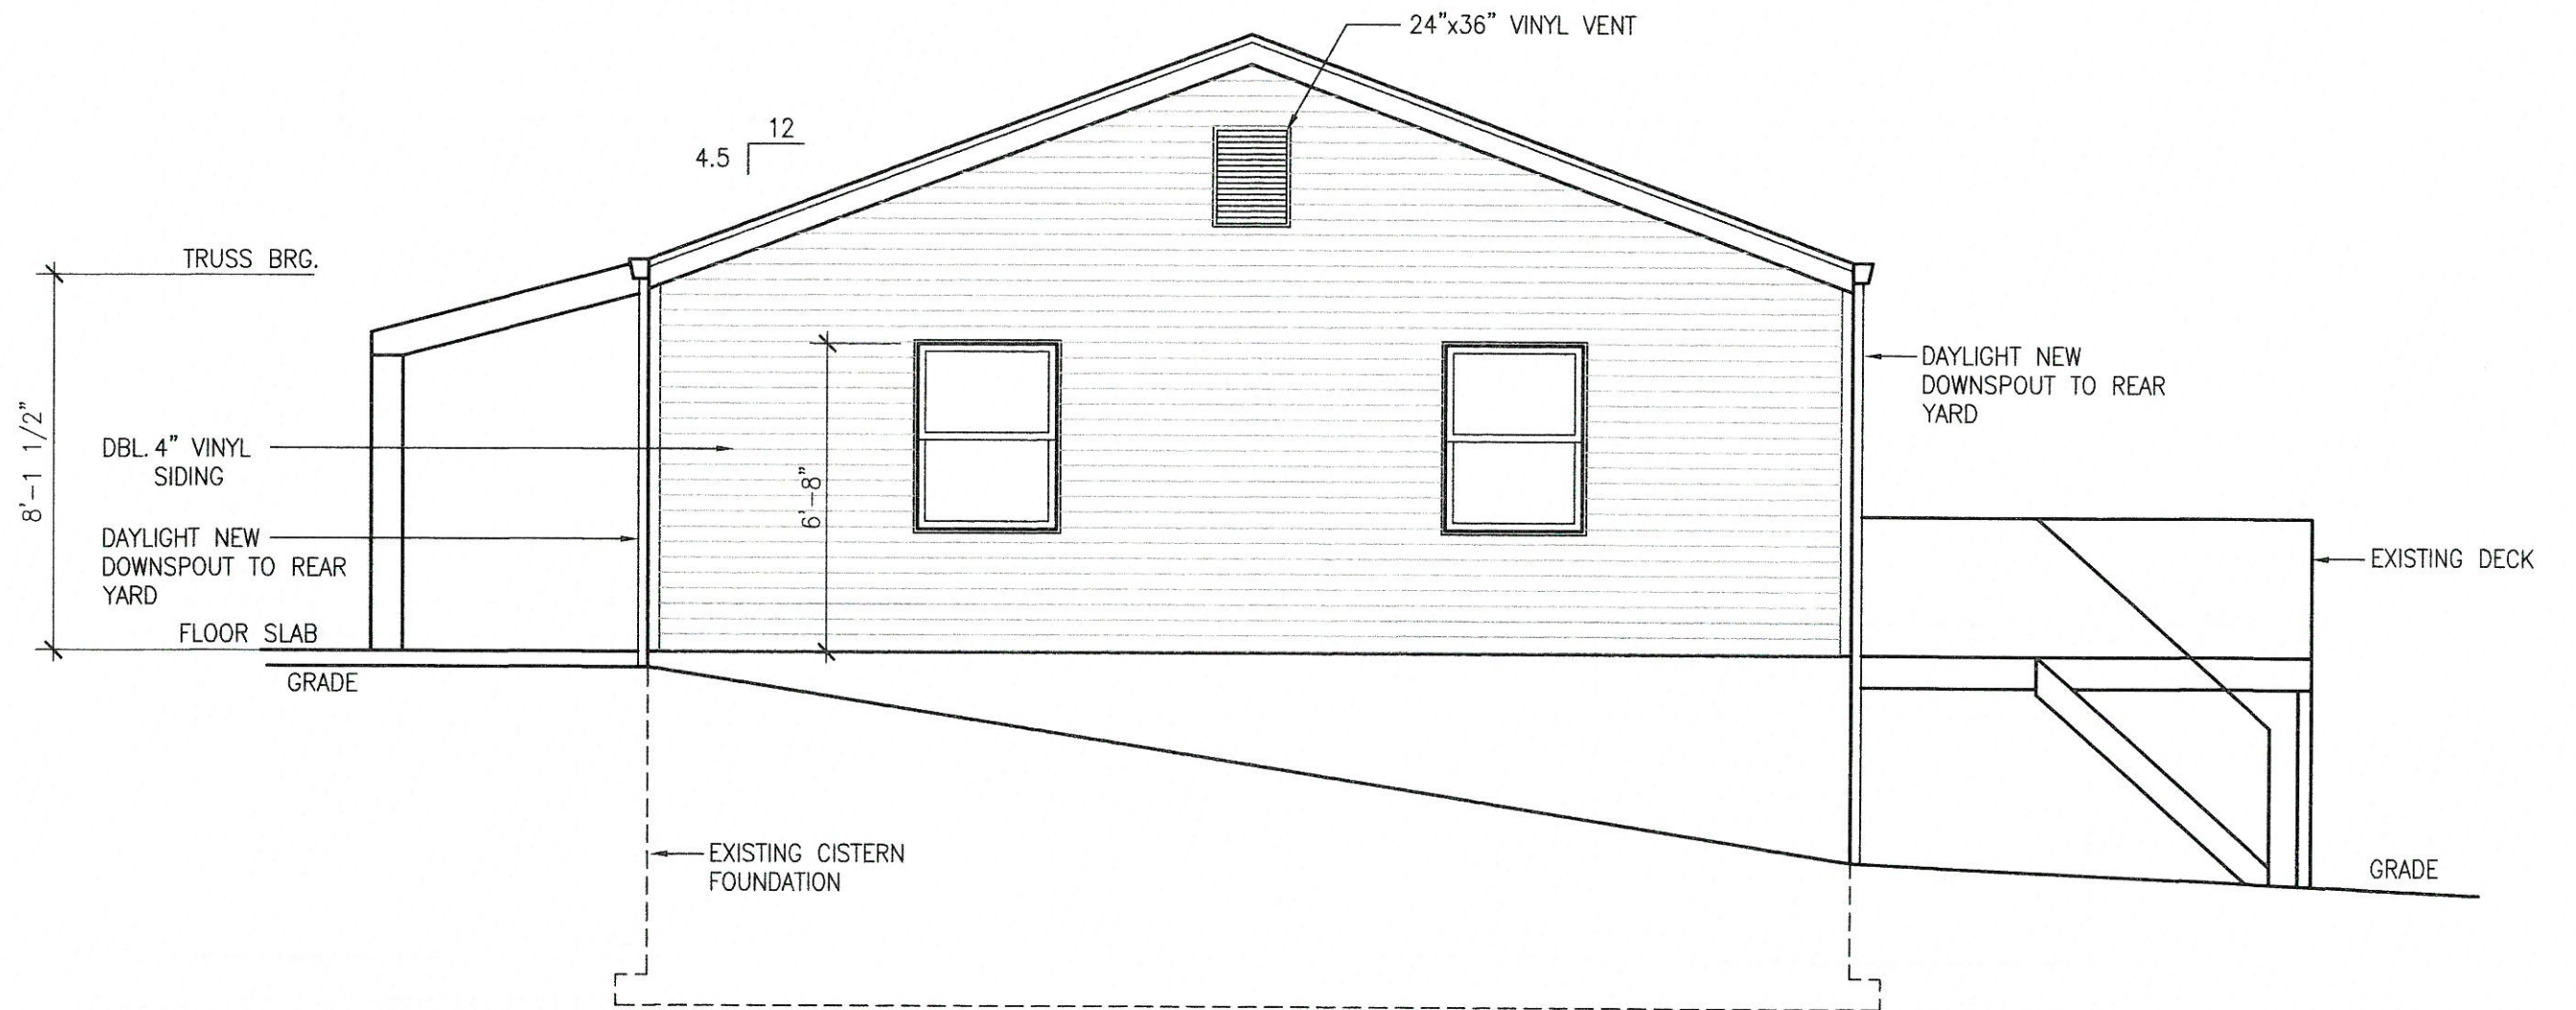 24"x36" VINYL VENT
12
4.5
TRUSS BRG.
8'-1 1/2"
DBL. 4" VINYL
SIDING
6'-8"
DAYLIGHT NEW
DOWNSPOUT TO REAR
YARD
DAYLIGHT NEW
DOWNSPOUT TO REAR
YARD
EXISTING DECK
FLOOR SLAB
GRADE
EXISTING CISTERN
FOUNDATION
GRADE